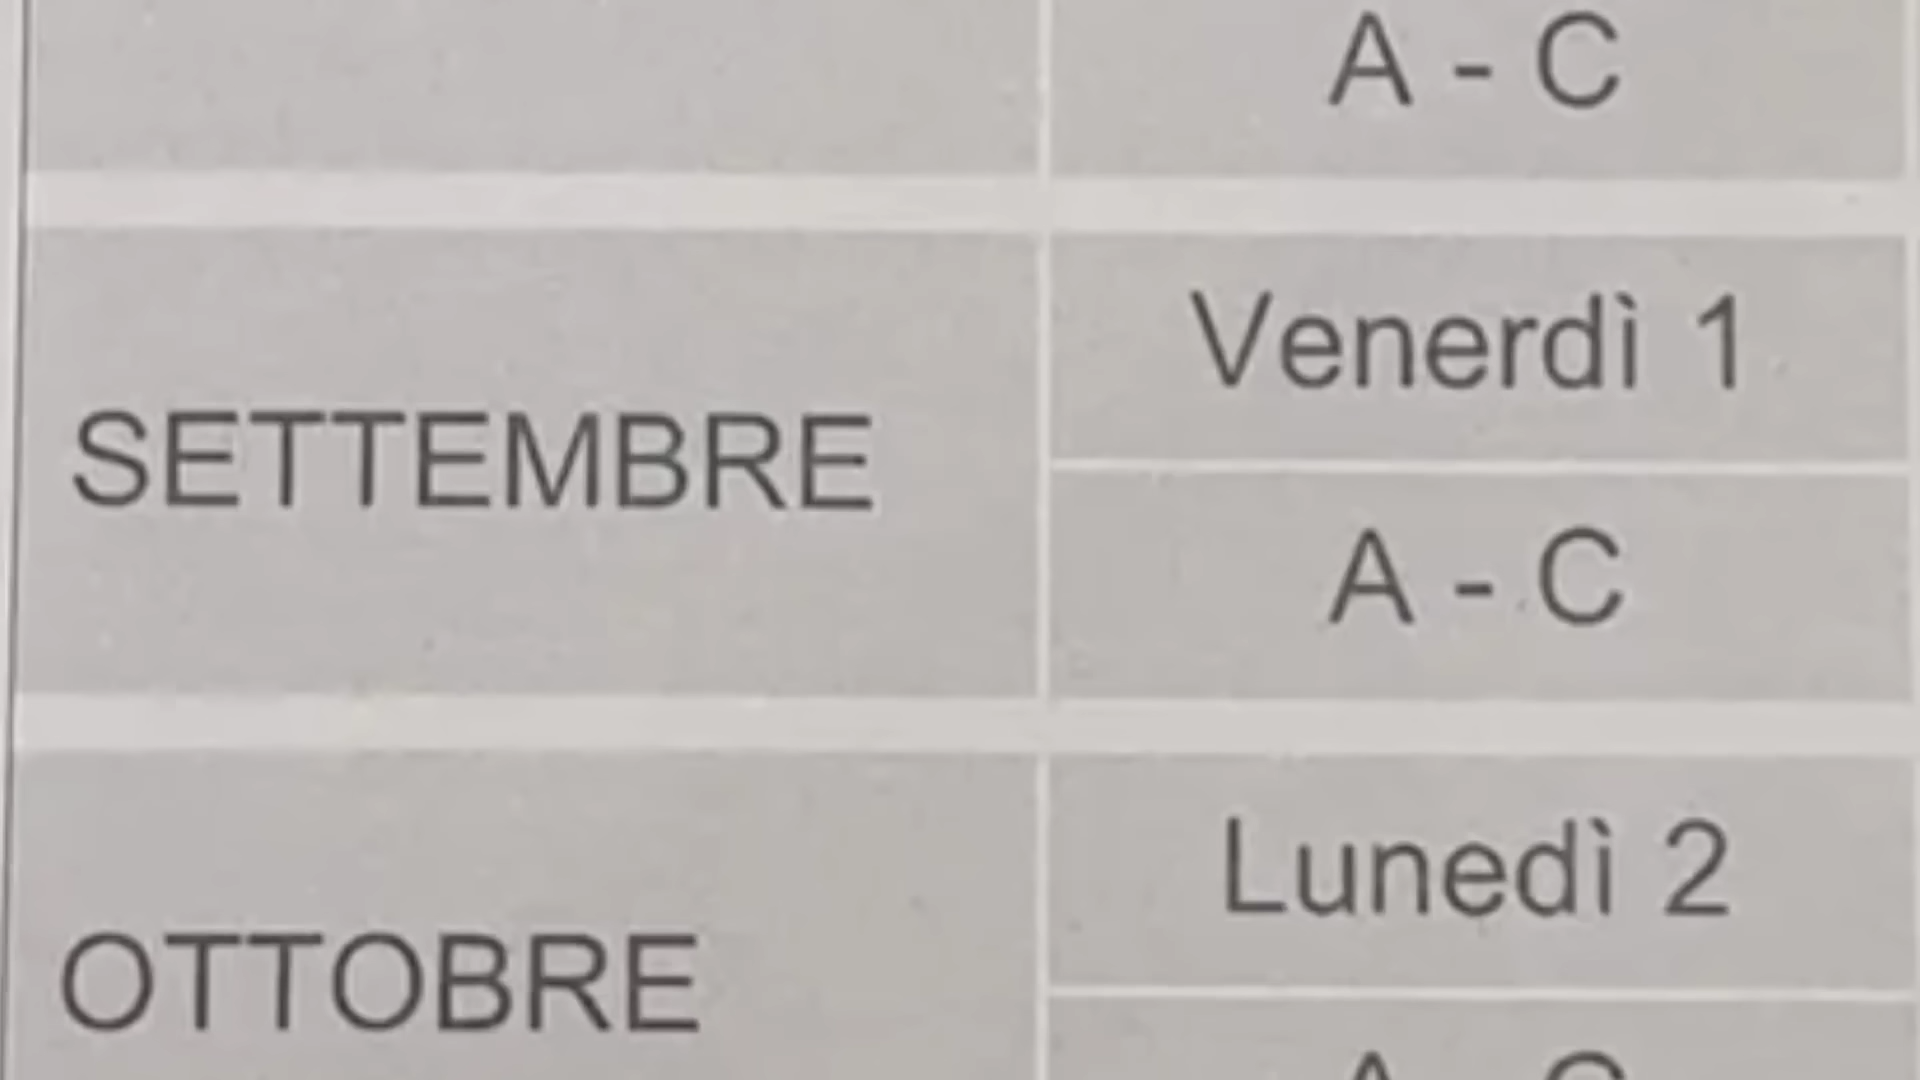 A - C
SETTEMBRE
Venerdì 1
A - C
OTTOBRE
Lunedì 2
A - C